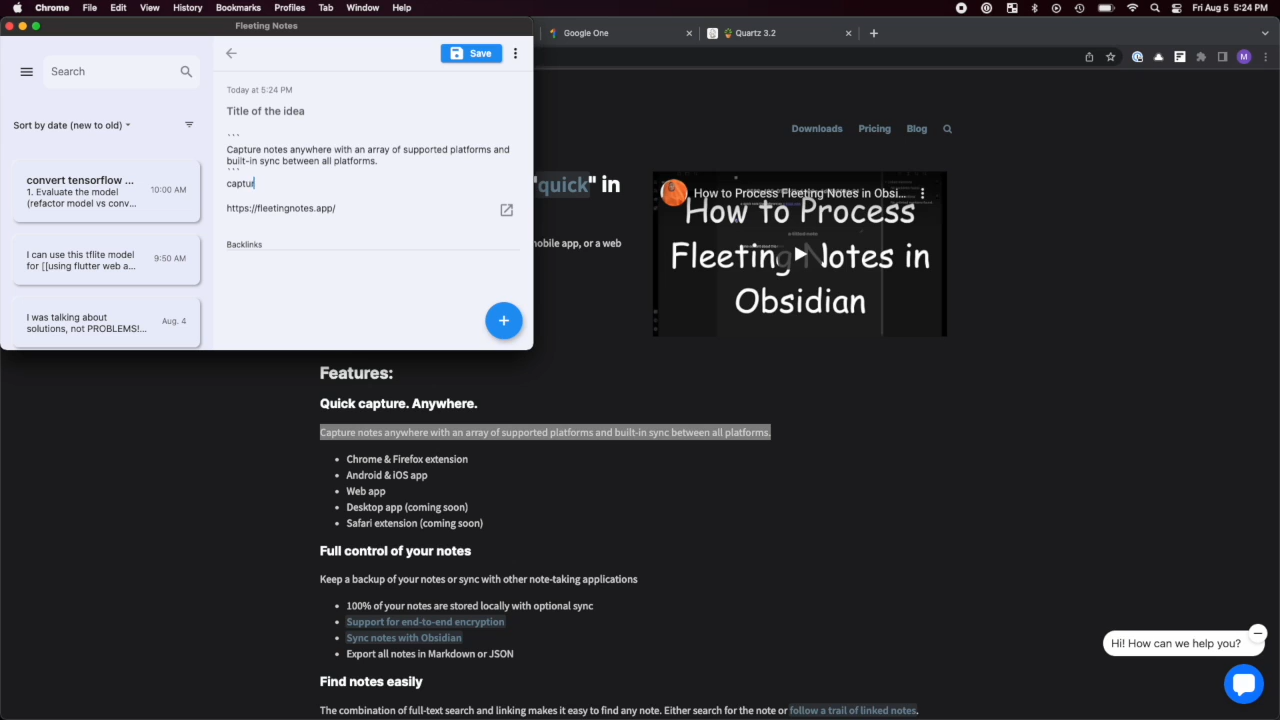 Chrome File Edit View History Bookmarks Profiles Tab Window Help Fri Aug 5 5:24 PM
Fleeting Notes
Google One
Quartz 3.2
Save
Search
Sort by date (new to old)
convert tensorflow ...
1. Evaluate the model
(refactor model vs conv...
10:00 AM
I can use this tflite model
for [[using flutter web a...
9:50 AM
I was talking about
solutions, not PROBLEMS!...
Aug. 4
Today at 5:24 PM
Title of the idea
```
Capture notes anywhere with an array of supported platforms and
built-in sync between all platforms.
```
captur
https://fleetingnotes.app/
Backlinks
+
M
Downloads Pricing Blog
"quick" in
mobile app, or a web
How to Process Fleeting Notes in Obsi...
How to Process
Fleeting Notes in
Obsidian
Features:
Quick capture. Anywhere.
Capture notes anywhere with an array of supported platforms and built-in sync between all platforms.
• Chrome & Firefox extension
• Android & iOS app
• Web app
• Desktop app (coming soon)
• Safari extension (coming soon)
Full control of your notes
Keep a backup of your notes or sync with other note-taking applications
• 100% of your notes are stored locally with optional sync
• Support for end-to-end encryption
• Sync notes with Obsidian
• Export all notes in Markdown or JSON
Find notes easily
The combination of full-text search and linking makes it easy to find any note. Either search for the note or follow a trail of linked notes.
Hi! How can we help you?